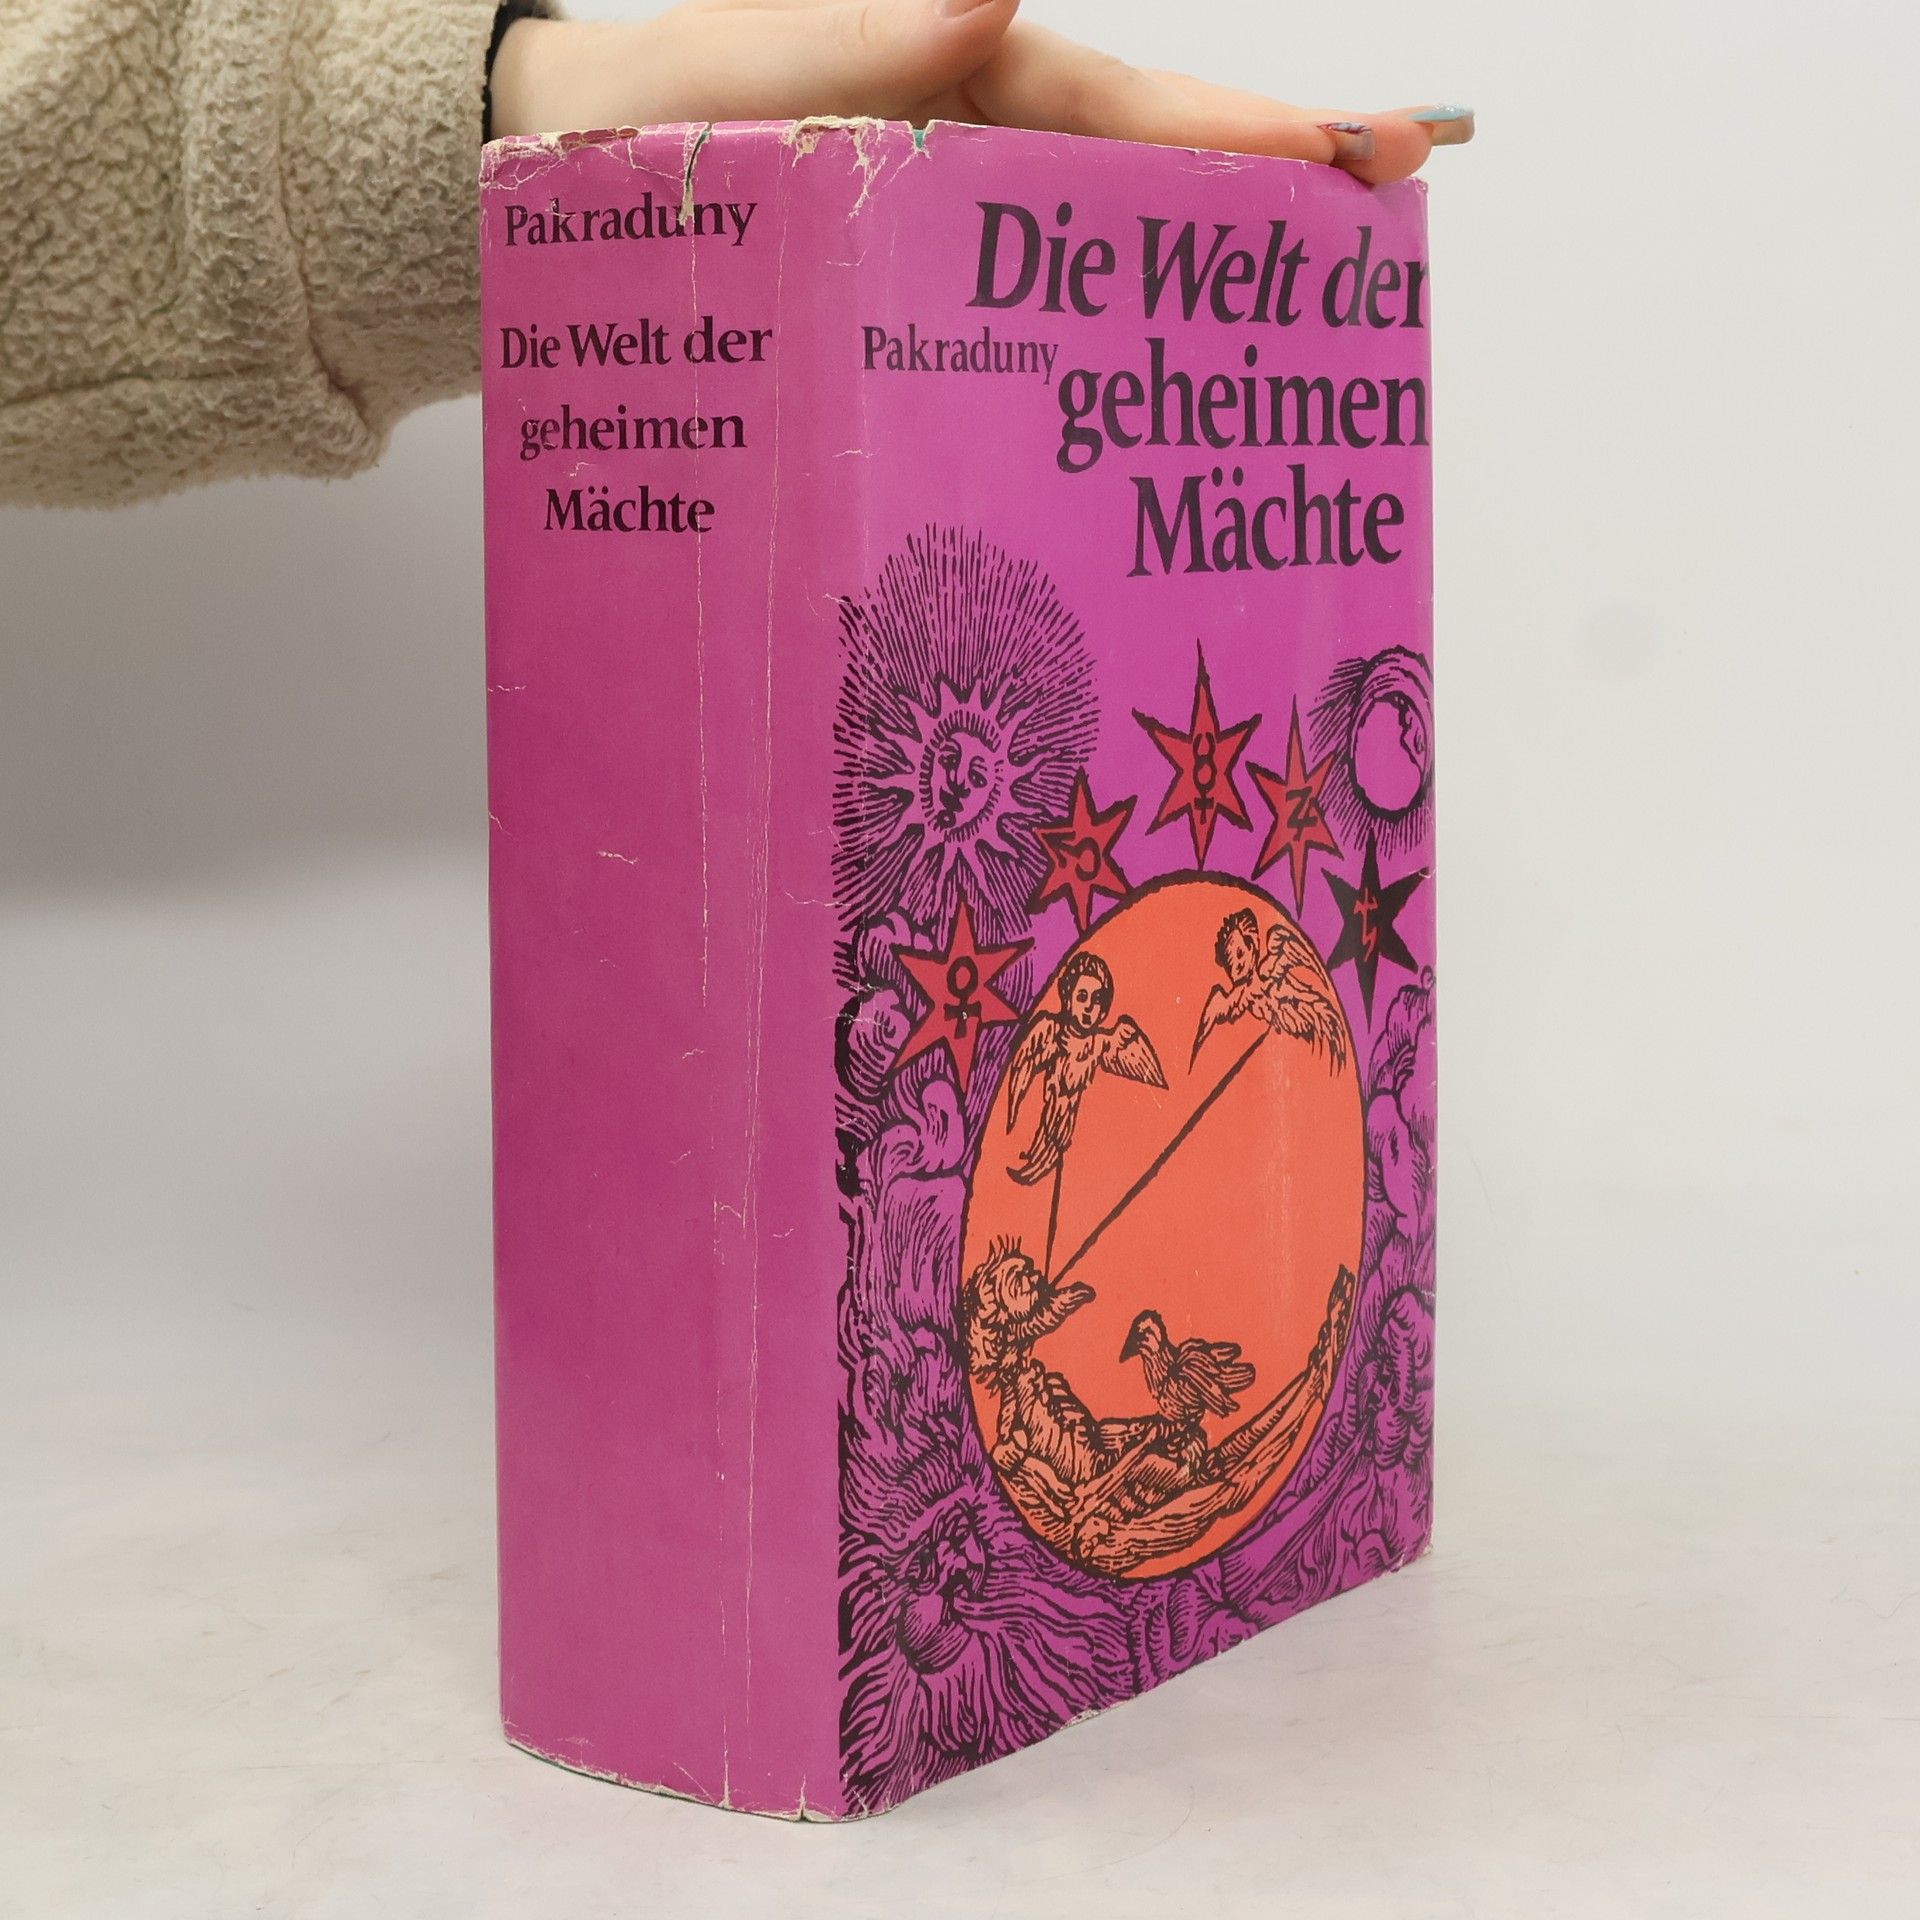 Pakraduny
Die Welt der
geheimen
Mächte
Die Welt der
Pakraduny
geheimen
Mächte